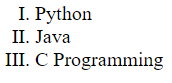 I. Python
II. Java
III. C Programming